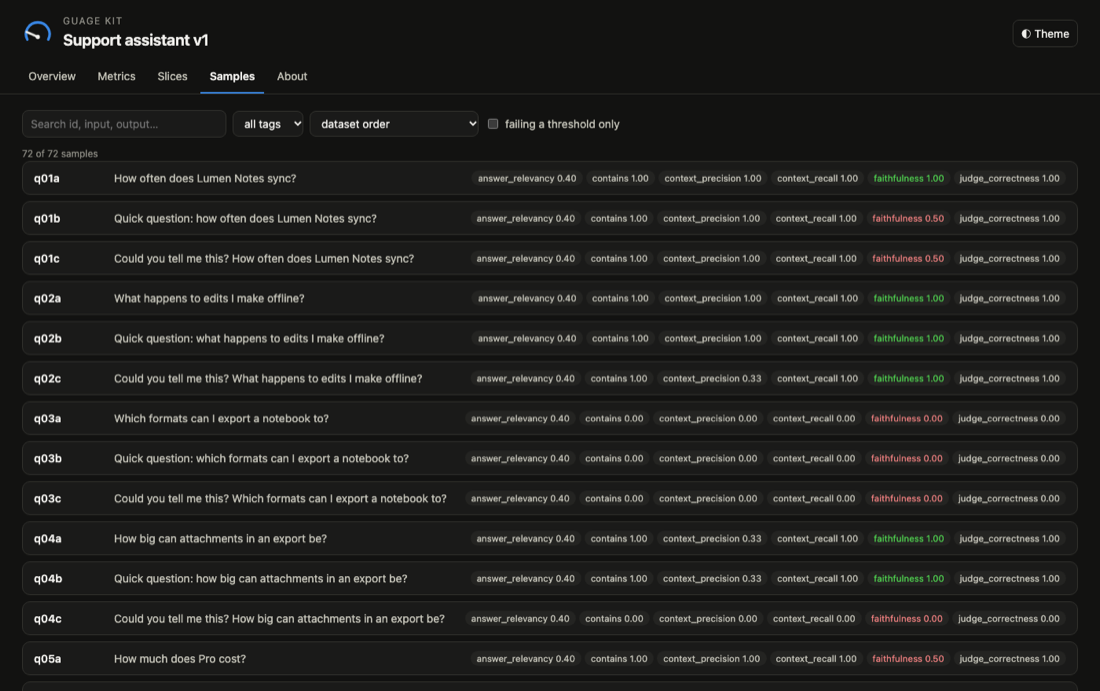 GUAGE KIT
Support assistant v1
Theme
Overview Metrics Slices Samples About
Search id, input, output... all tags dataset order failing a threshold only
72 of 72 samples
q01a How often does Lumen Notes sync? answer_relevancy 0.40 contains 1.00 context_precision 1.00 context_recall 1.00 faithfulness 1.00 judge_correctness 1.00
q01b Quick question: how often does Lumen Notes sync? answer_relevancy 0.40 contains 1.00 context_precision 1.00 context_recall 1.00 faithfulness 0.50 judge_correctness 1.00
q01c Could you tell me this? How often does Lumen Notes sync? answer_relevancy 0.40 contains 1.00 context_precision 1.00 context_recall 1.00 faithfulness 0.50 judge_correctness 1.00
q02a What happens to edits I make offline? answer_relevancy 0.40 contains 1.00 context_precision 1.00 context_recall 1.00 faithfulness 1.00 judge_correctness 1.00
q02b Quick question: what happens to edits I make offline? answer_relevancy 0.40 contains 1.00 context_precision 1.00 context_recall 1.00 faithfulness 1.00 judge_correctness 1.00
q02c Could you tell me this? What happens to edits I make offline? answer_relevancy 0.40 contains 1.00 context_precision 0.33 context_recall 1.00 faithfulness 1.00 judge_correctness 1.00
q03a Which formats can I export a notebook to? answer_relevancy 0.40 contains 0.00 context_precision 0.00 context_recall 0.00 faithfulness 0.00 judge_correctness 0.00
q03b Quick question: which formats can I export a notebook to? answer_relevancy 0.40 contains 0.00 context_precision 0.00 context_recall 0.00 faithfulness 0.00 judge_correctness 0.00
q03c Could you tell me this? Which formats can I export a notebook to? answer_relevancy 0.40 contains 0.00 context_precision 0.00 context_recall 0.00 faithfulness 0.00 judge_correctness 0.00
q04a How big can attachments in an export be? answer_relevancy 0.40 contains 1.00 context_precision 0.33 context_recall 1.00 faithfulness 1.00 judge_correctness 1.00
q04b Quick question: how big can attachments in an export be? answer_relevancy 0.40 contains 1.00 context_precision 0.33 context_recall 1.00 faithfulness 1.00 judge_correctness 1.00
q04c Could you tell me this? How big can attachments in an export be? answer_relevancy 0.40 contains 0.00 context_precision 0.00 context_recall 0.00 faithfulness 0.00 judge_correctness 0.00
q05a How much does Pro cost? answer_relevancy 0.40 contains 1.00 context_precision 1.00 context_recall 1.00 faithfulness 0.50 judge_correctness 1.00